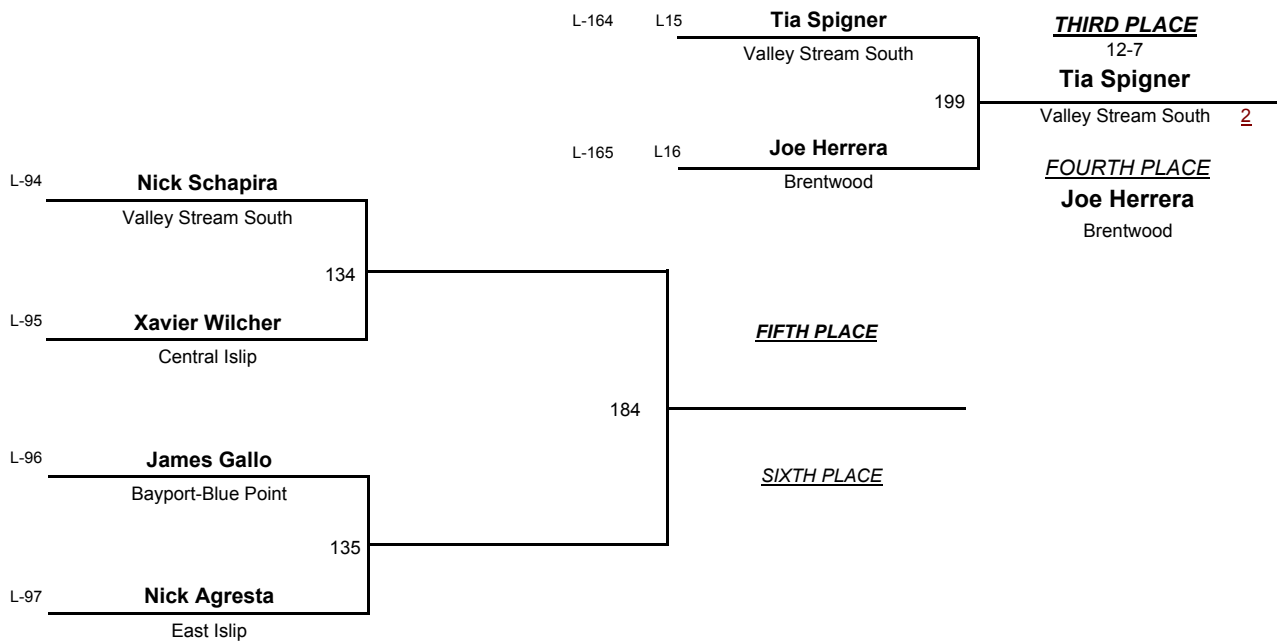 L-164 L15 Tia Spigner
Valley Stream South
THIRD PLACE
12-7
Tia Spigner
199
Valley Stream South 2
L-165 L16 Joe Herrera
Brentwood
FOURTH PLACE
Joe Herrera
Brentwood
L-94 Nick Schapira
Valley Stream South
134
L-95 Xavier Wilcher
Central Islip
FIFTH PLACE
184
L-96 James Gallo
Bayport-Blue Point
SIXTH PLACE
135
L-97 Nick Agresta
East Islip